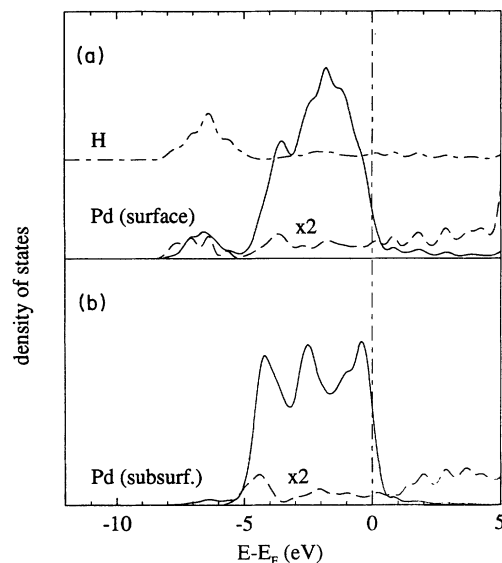 (a)
H
Pd (surface)
x2
density of states
(b)
Pd (subsurf.)
x2
-10 -5 0 5
E-E_F (eV)